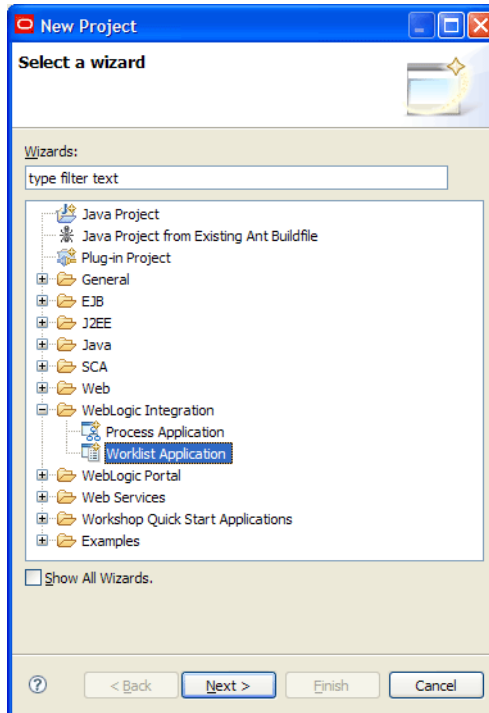 New Project
Select a wizard
Wizards:
type filter text
Java Project
Java Project from Existing Ant Buildfile
Plug-in Project
General
EJB
J2EE
Java
SCA
Web
WebLogic Integration
Process Application
Worklist Application
WebLogic Portal
Web Services
Workshop Quick Start Applications
Examples
Show All Wizards.
< Back Next > Finish Cancel